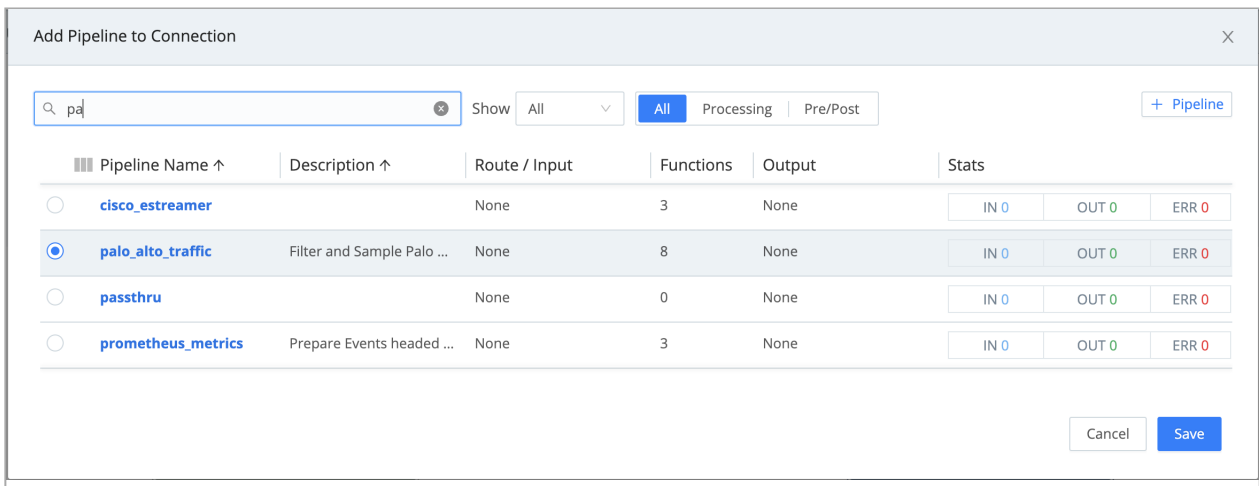 Add Pipeline to Connection
pa
Show All All Processing Pre/Post + Pipeline
Pipeline Name ↑ Description ↑ Route / Input Functions Output Stats
cisco_estreamer None 3 None IN 0 OUT 0 ERR 0
palo_alto_traffic Filter and Sample Palo ... None 8 None IN 0 OUT 0 ERR 0
passthru None 0 None IN 0 OUT 0 ERR 0
prometheus_metrics Prepare Events headed ... None 3 None IN 0 OUT 0 ERR 0
Cancel Save